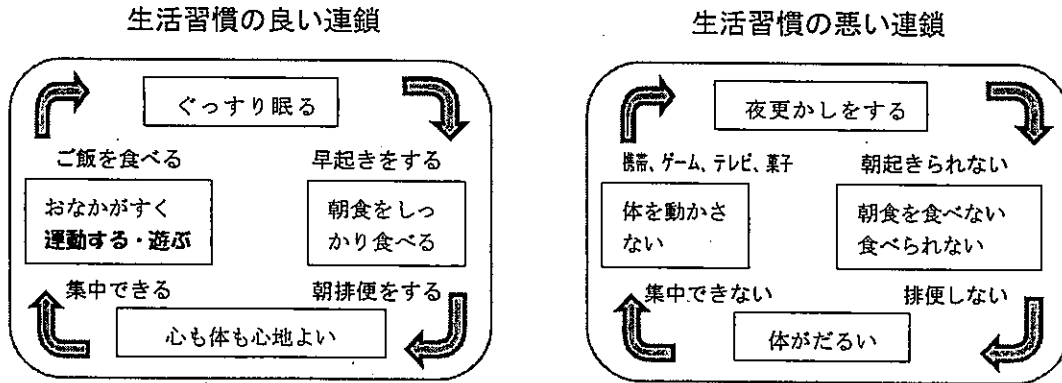 生活習慣の良い連鎖
ぐっすり眠る
早起きをする
朝食をしっ
かり食べる
朝排便をする
心も体も心地よい
集中できる
おなかがすく
運動する・遊ぶ
ご飯を食べる
生活習慣の悪い連鎖
夜更かしをする
朝起きられない
朝食を食べない
食べられない
排便しない
体がだるい
集中できない
体を動かさ
ない
携帯、ゲーム、テレビ、菓子